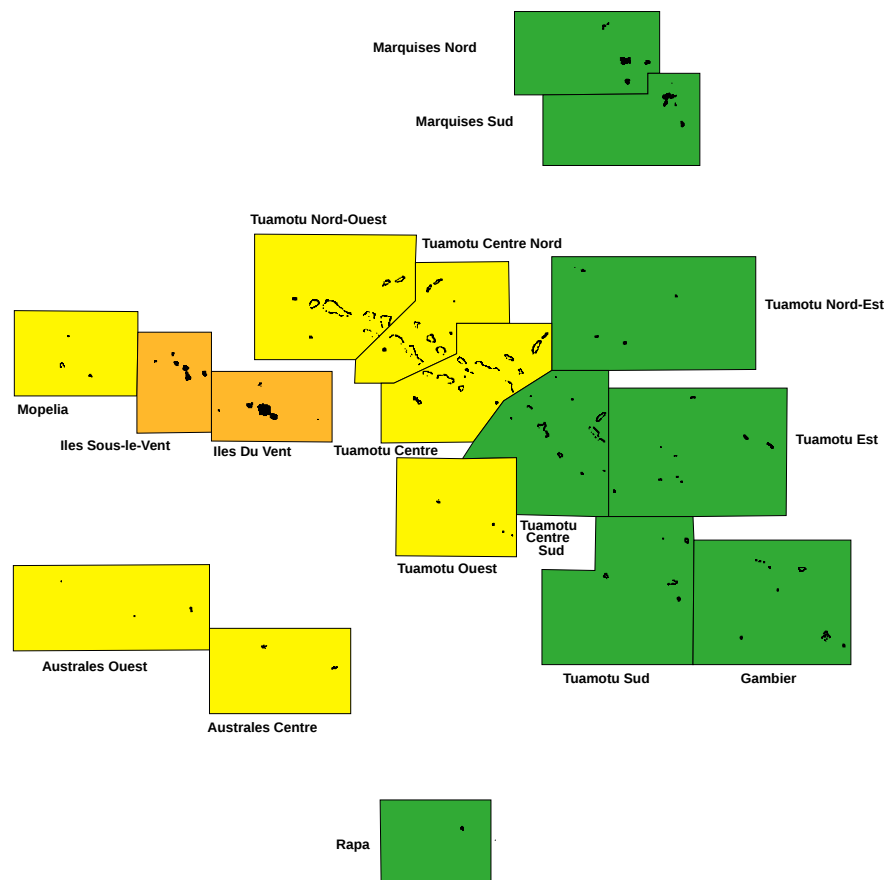 Marquises Nord
Marquises Sud
Tuamotu Nord-Ouest
Tuamotu Centre Nord
Tuamotu Nord-Est
Mopelia
Iles Sous-le-Vent
Iles Du Vent
Tuamotu Centre
Tuamotu Est
Tuamotu
Centre
Sud
Tuamotu Ouest
Australes Ouest
Tuamotu Sud
Gambier
Australes Centre
Rapa